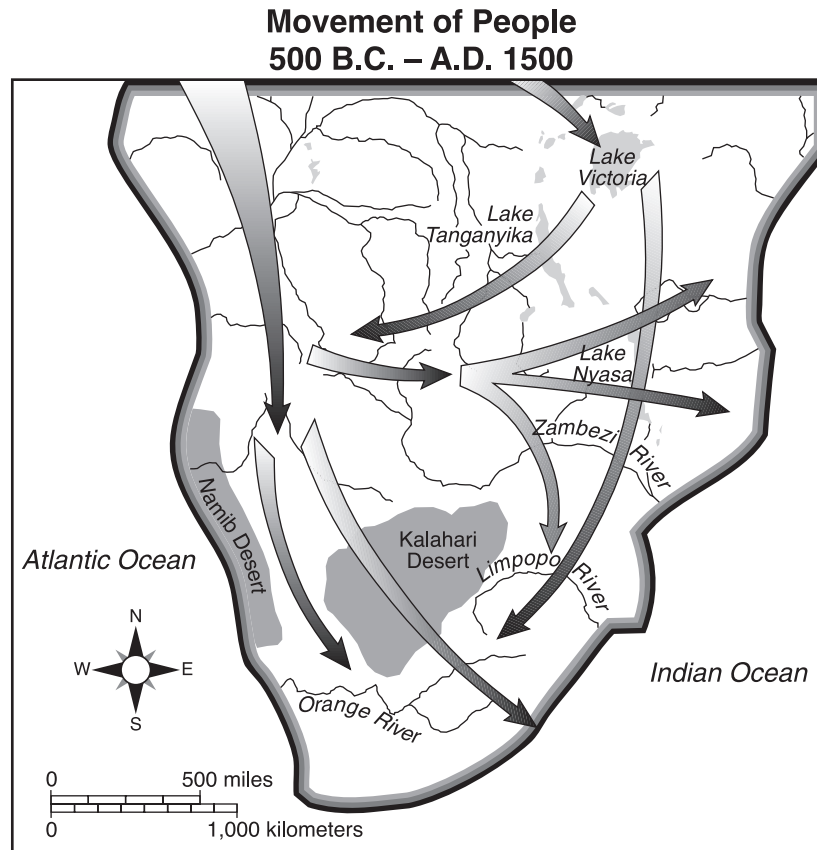 Movement of People
500 B.C. – A.D. 1500
Lake
Victoria
Lake
Tanganyika
Lake
Nyasa
Zambezi River
Namib Desert
Kalahari
Desert
Limpopo River
Atlantic Ocean
Indian Ocean
Orange River
N
W E
S
0 500 miles
0 1,000 kilometers